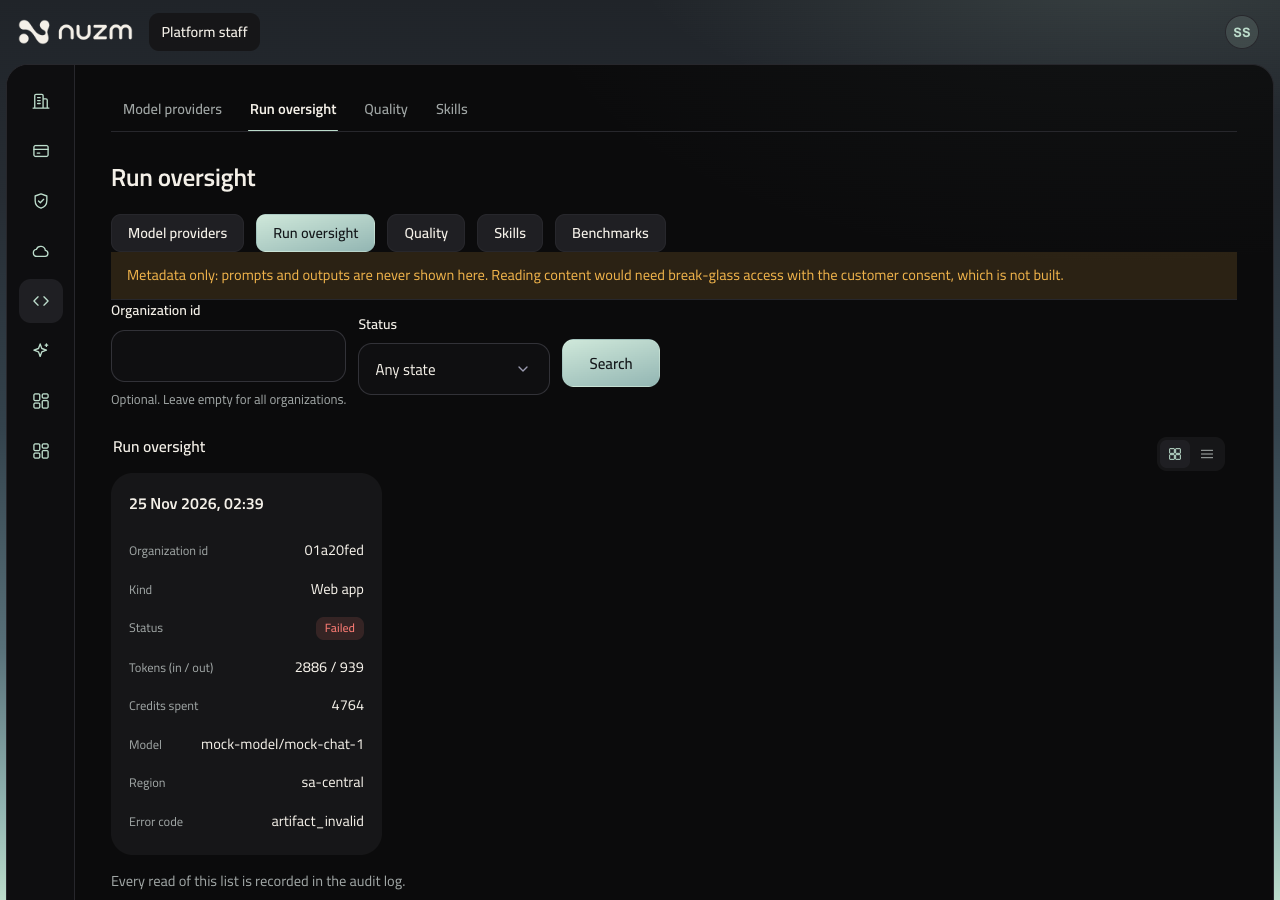 nuzm
Platform staff
SS
Model providers
Run oversight
Quality
Skills
Run oversight
Model providers
Run oversight
Quality
Skills
Benchmarks
Metadata only: prompts and outputs are never shown here. Reading content would need break-glass access with the customer consent, which is not built.
Organization id
Status
Any state
Search
Optional. Leave empty for all organizations.
Run oversight
25 Nov 2026, 02:39
Organization id 01a20fed
Kind Web app
Status Failed
Tokens (in / out) 2886 / 939
Credits spent 4764
Model mock-model/mock-chat-1
Region sa-central
Error code artifact_invalid
Every read of this list is recorded in the audit log.